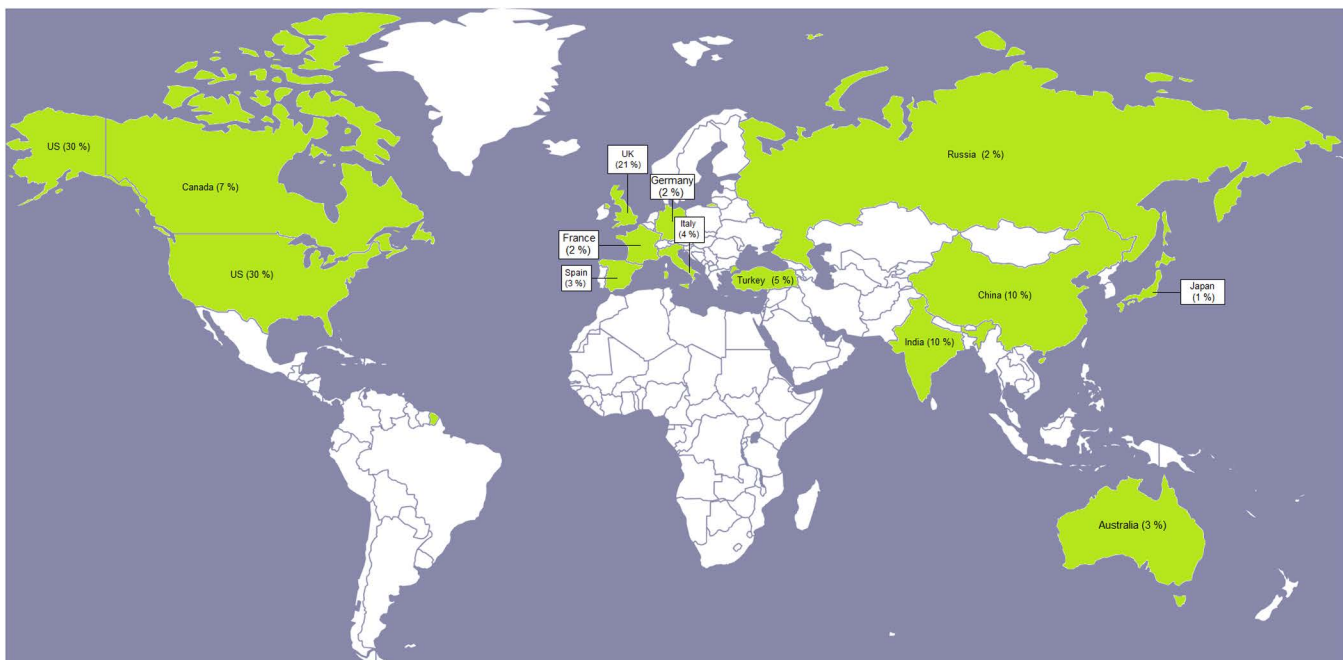 US (30 %)
Canada (7 %)
US (30 %)
UK
(21 %)
Germany
(2 %)
Italy
(4 %)
France
(2 %)
Spain
(3 %)
Turkey (5 %)
Russia (2 %)
China (10 %)
India (10 %)
Japan
(1 %)
Australia (3 %)